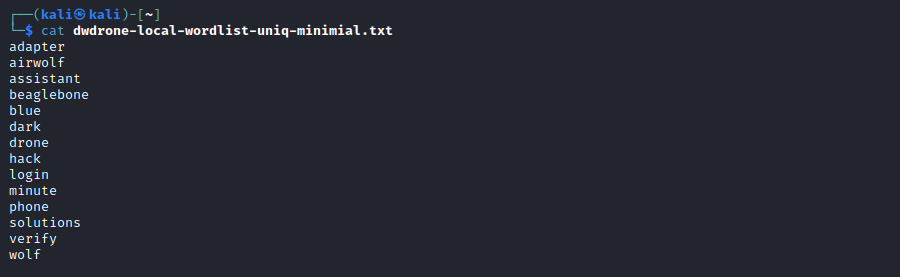 ┌──(kali㉿kali)-[~]
└─$ cat dwdrone-local-wordlist-uniq-minimial.txt
adapter
airwolf
assistant
beaglebone
blue
dark
drone
hack
login
minute
phone
solutions
verify
wolf